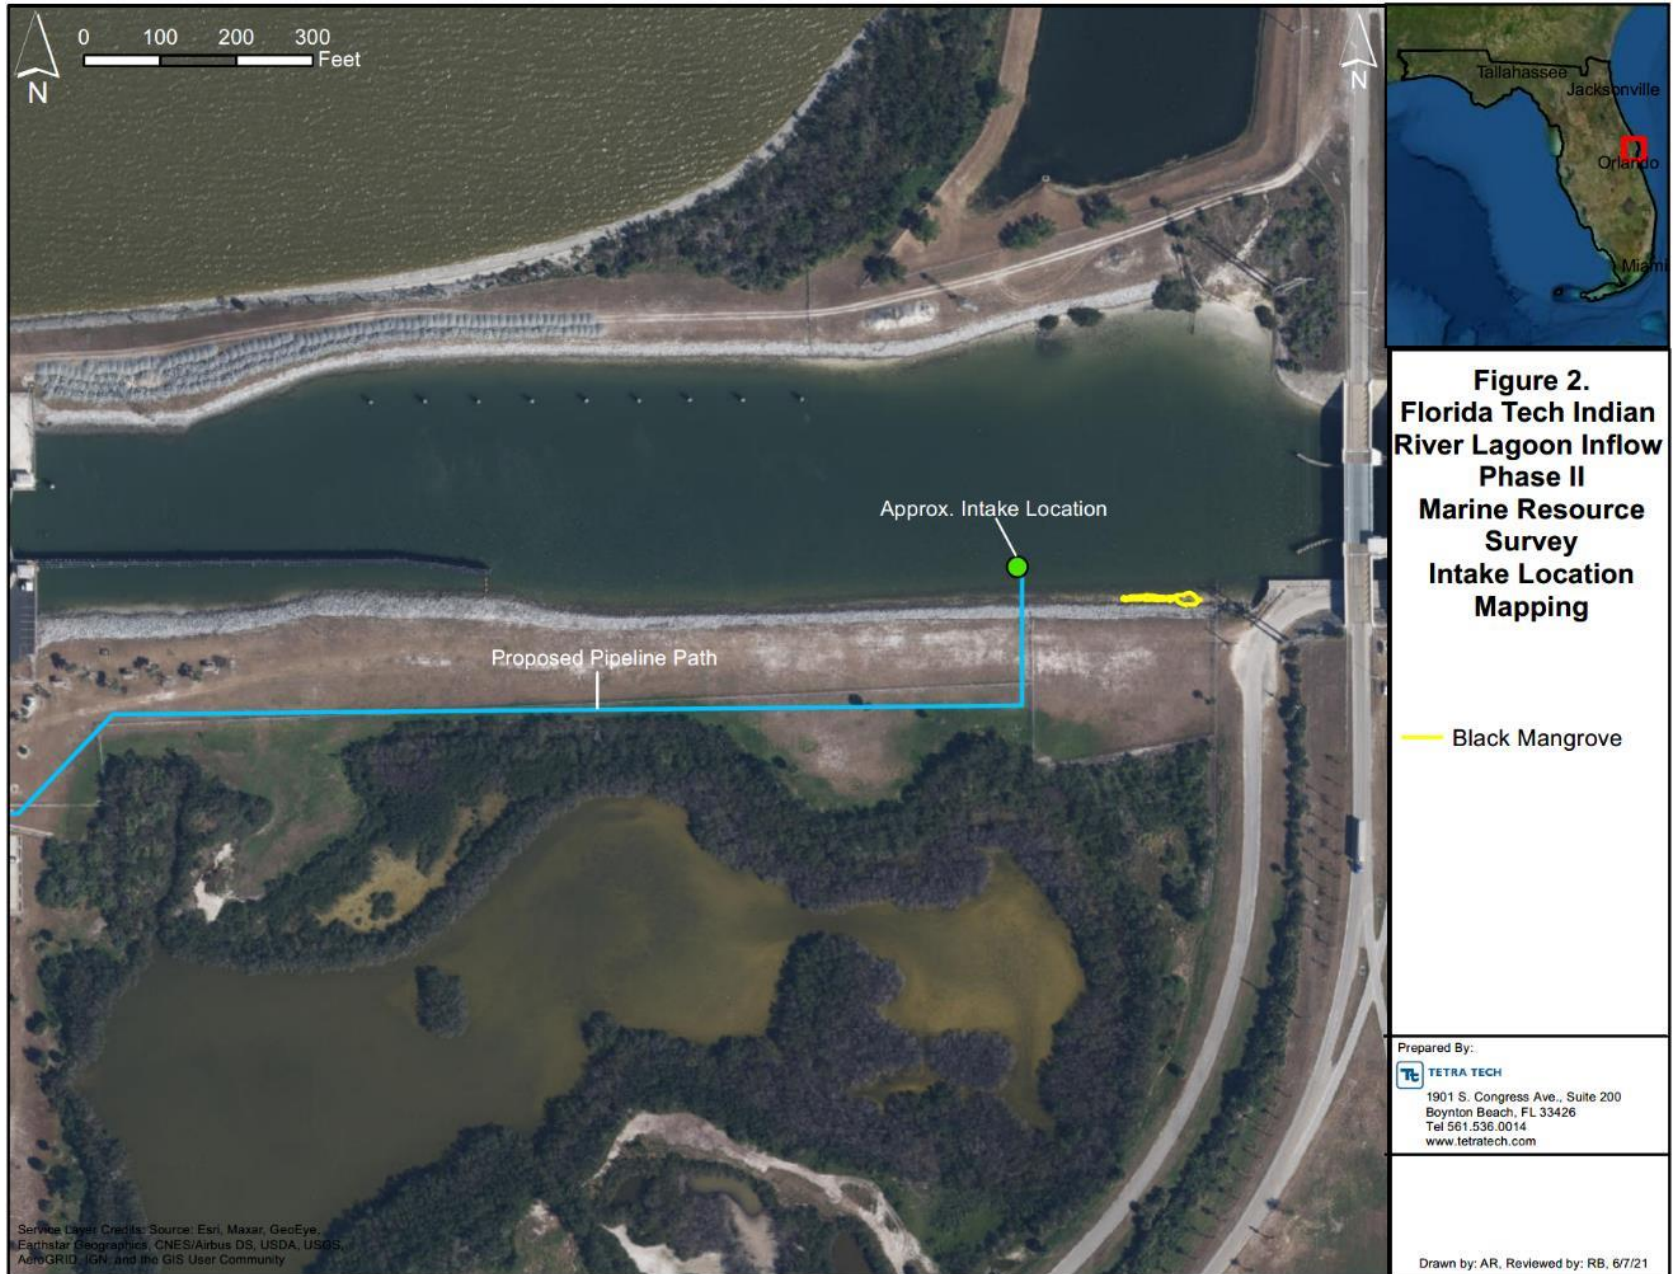 0 100 200 300
Feet
N
N
Approx. Intake Location
Proposed Pipeline Path
Service Layer Credits: Source: Esri, Maxar, GeoEye,
Earthstar Geographics, CNES/Airbus DS, USDA, USGS,
AeroGRID, IGN, and the GIS User Community
Tallahassee
Jacksonville
Orlando
Miami
Figure 2.
Florida Tech Indian
River Lagoon Inflow
Phase II
Marine Resource
Survey
Intake Location
Mapping
Black Mangrove
Prepared By:
Tt TETRA TECH
1901 S. Congress Ave., Suite 200
Boynton Beach, FL 33426
Tel 561.536.0014
www.tetratech.com
Drawn by: AR, Reviewed by: RB, 6/7/21